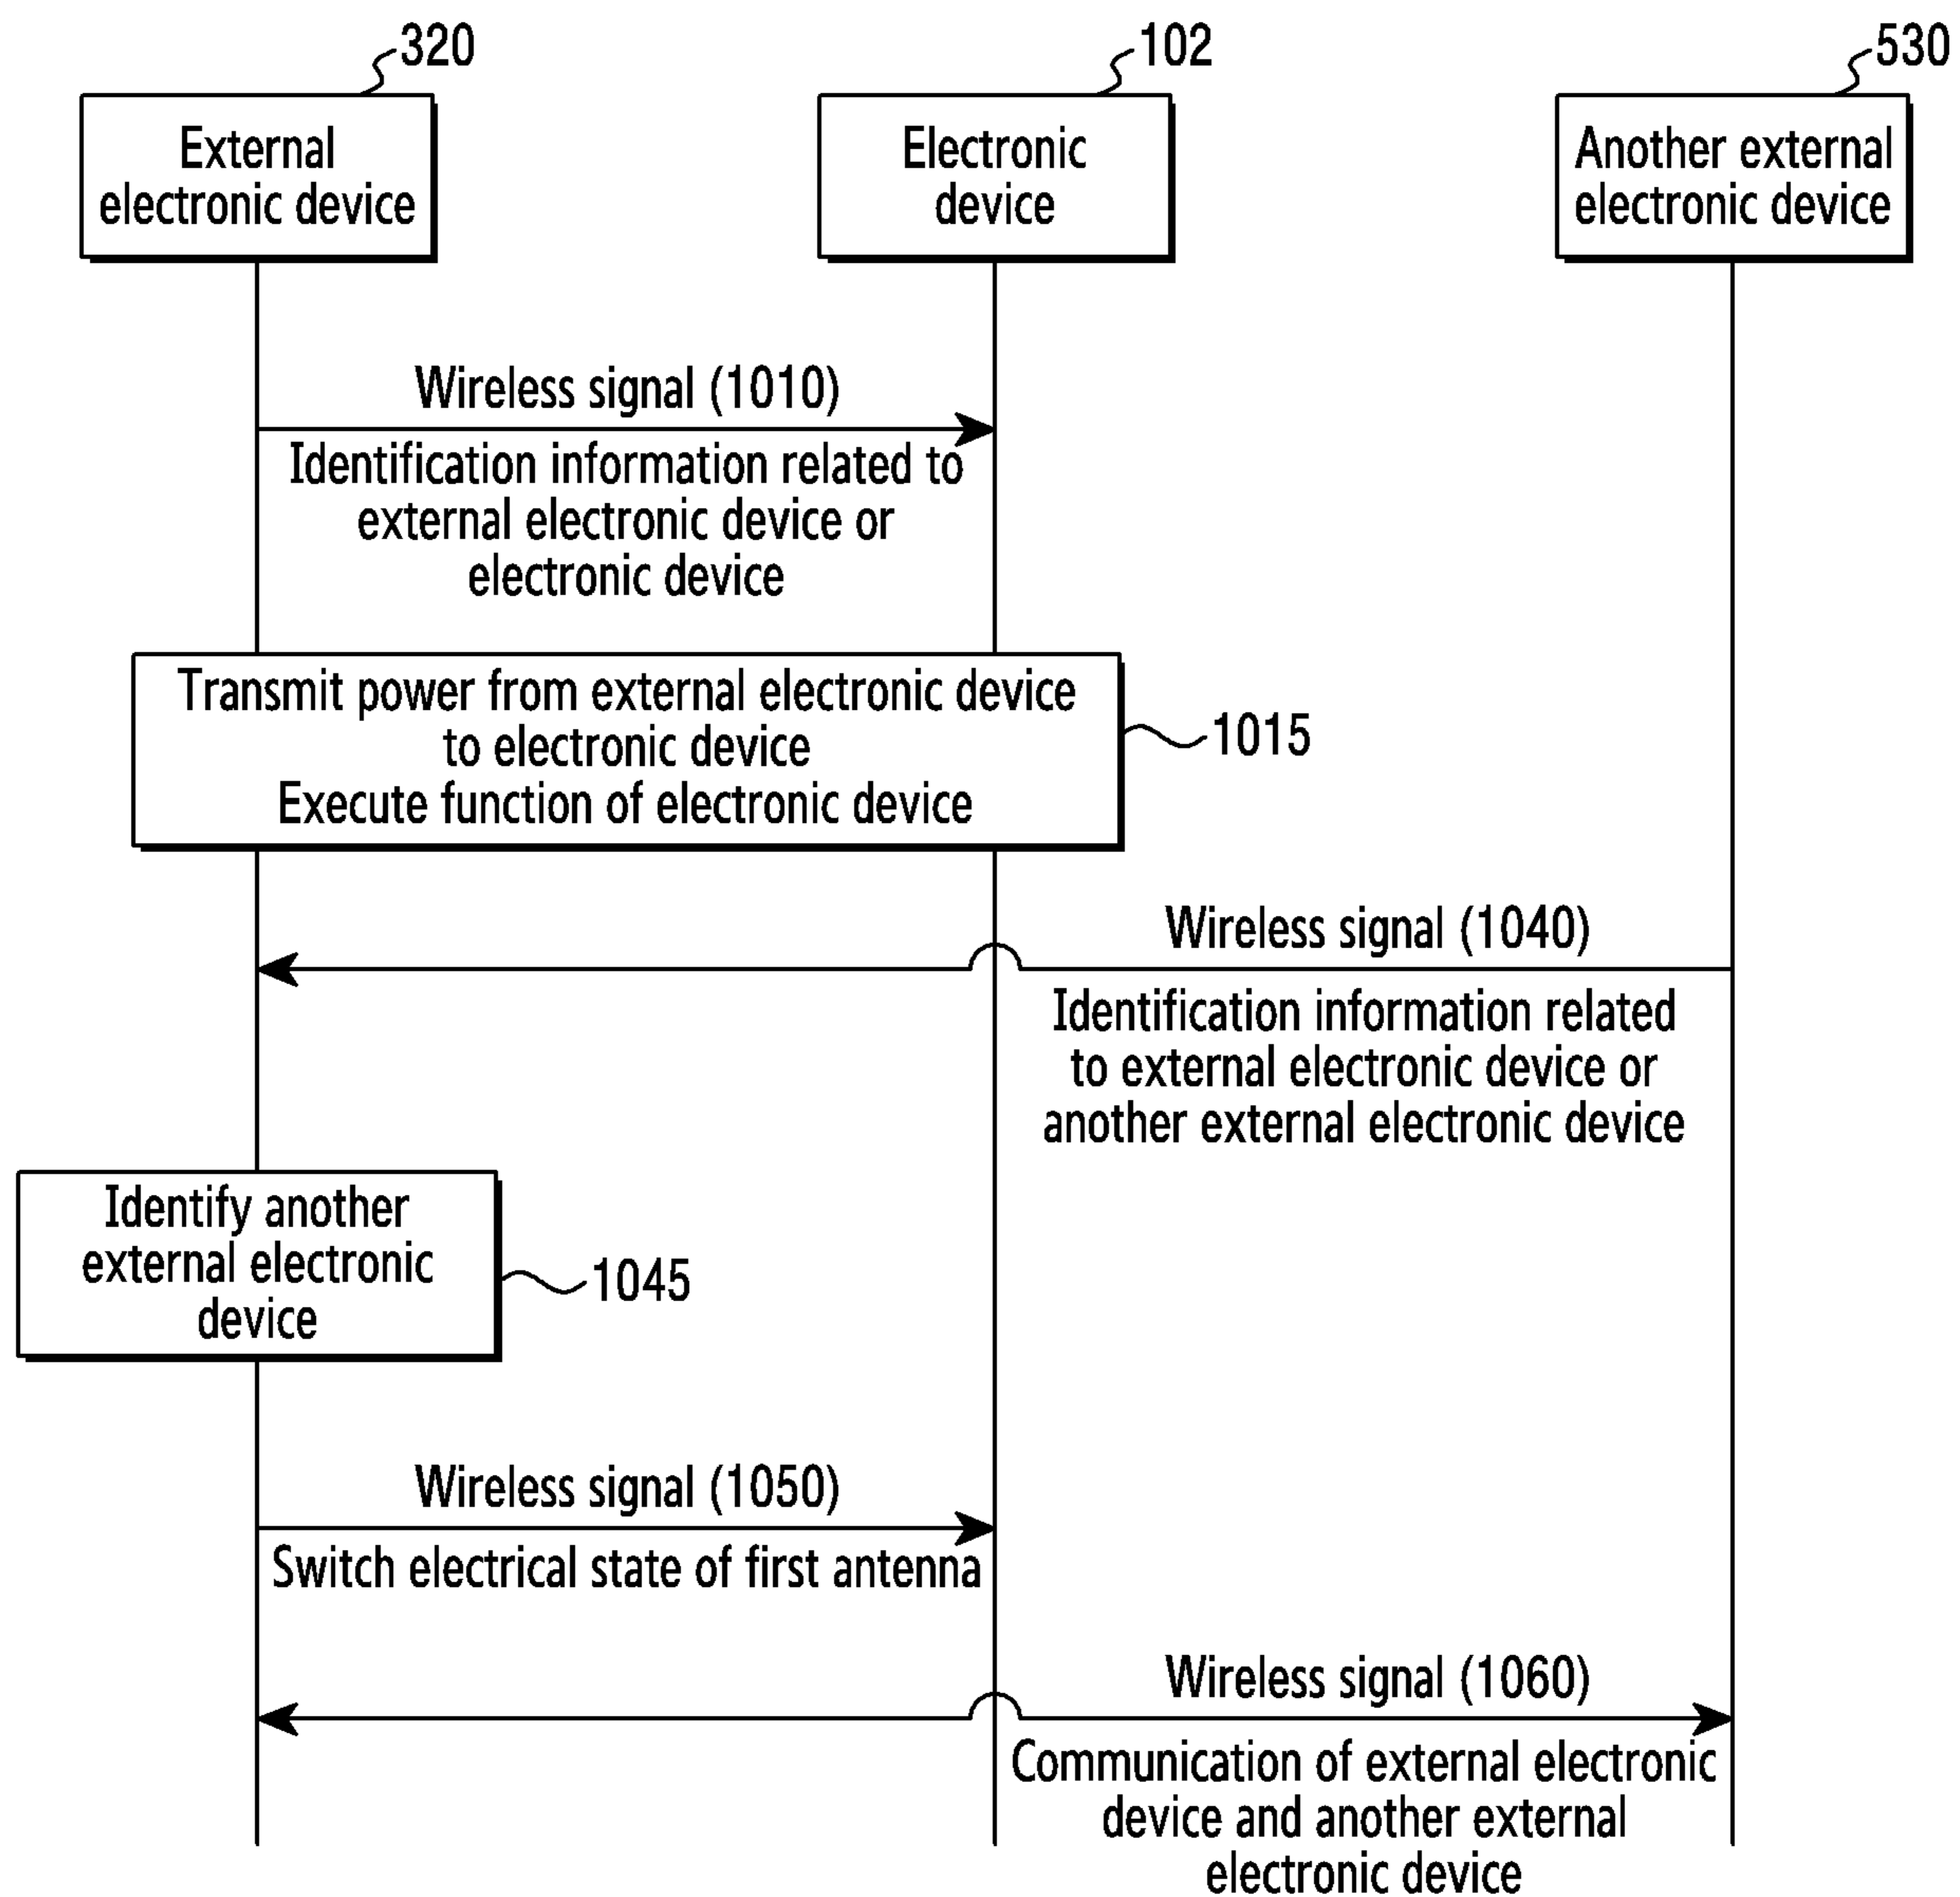 320
102
530
External
electronic device
Electronic
device
Another external
electronic device
Wireless signal (1010)
Identification information related to
external electronic device or
electronic device
Transmit power from external electronic device
to electronic device
Execute function of electronic device
1015
Wireless signal (1040)
Identification information related
to external electronic device or
another external electronic device
Identify another
external electronic
device
1045
Wireless signal (1050)
Switch electrical state of first antenna
Wireless signal (1060)
Communication of external electronic
device and another external
electronic device